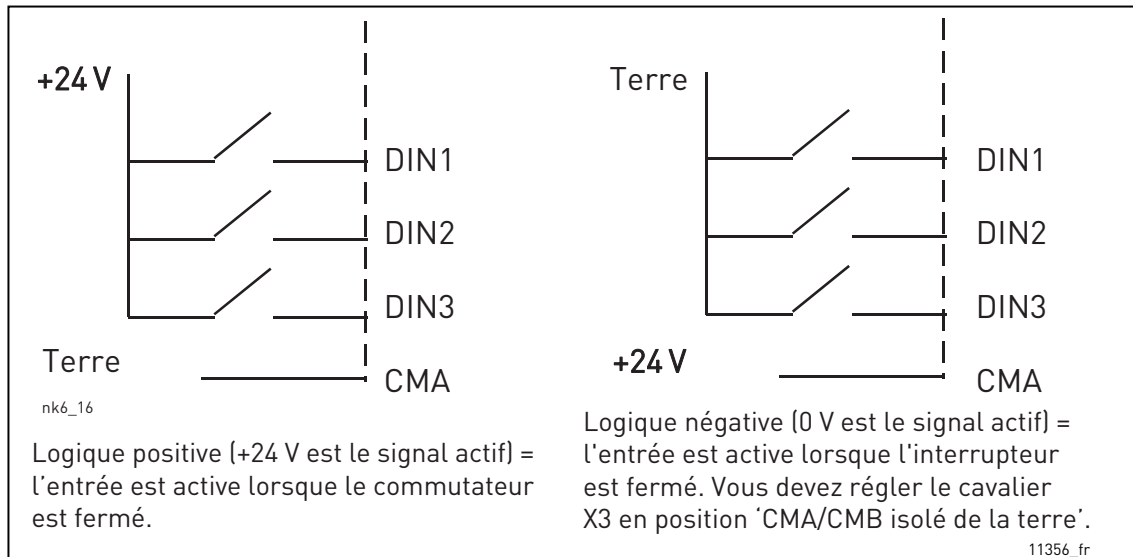 +24 V
DIN1
DIN2
DIN3
Terre
CMA
nk6_16
Logique positive (+24 V est le signal actif) =
l’entrée est active lorsque le commutateur
est fermé.
Terre
DIN1
DIN2
DIN3
+24 V
CMA
Logique négative (0 V est le signal actif) =
l'entrée est active lorsque l'interrupteur
est fermé. Vous devez régler le cavalier
X3 en position ‘CMA/CMB isolé de la terre’.
11356_fr